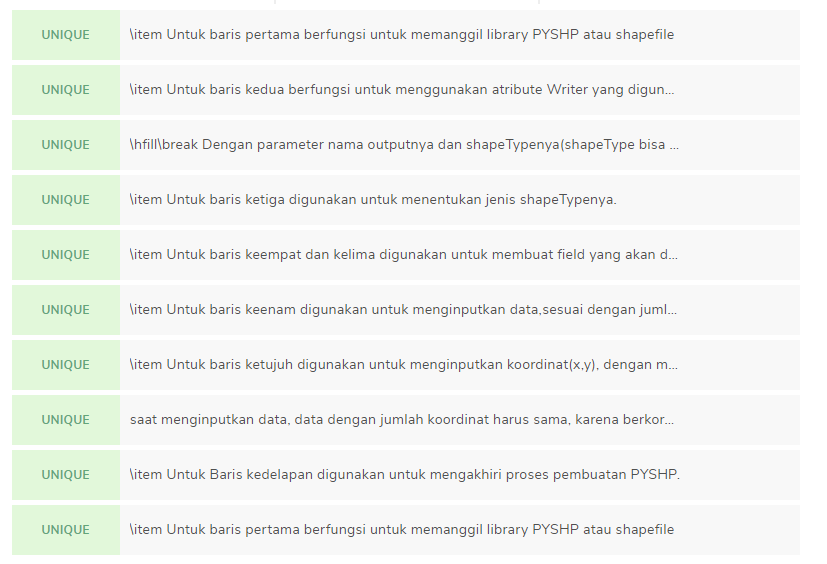 UNIQUE \item Untuk baris pertama berfungsi untuk memanggil library PYSHP atau shapefile
UNIQUE \item Untuk baris kedua berfungsi untuk menggunakan atribute Writer yang digun...
UNIQUE \hfill\break Dengan parameter nama outputnya dan shapeTypenya(shapeType bisa ...
UNIQUE \item Untuk baris ketiga digunakan untuk menentukan jenis shapeTypenya.
UNIQUE \item Untuk baris keempat dan kelima digunakan untuk membuat field yang akan d...
UNIQUE \item Untuk baris keenam digunakan untuk menginputkan data,sesuai dengan juml...
UNIQUE \item Untuk baris ketujuh digunakan untuk menginputkan koordinat(x,y), dengan m...
UNIQUE saat menginputkan data, data dengan jumlah koordinat harus sama, karena berkor...
UNIQUE \item Untuk Baris kedelapan digunakan untuk mengakhiri proses pembuatan PYSHP.
UNIQUE \item Untuk baris pertama berfungsi untuk memanggil library PYSHP atau shapefile